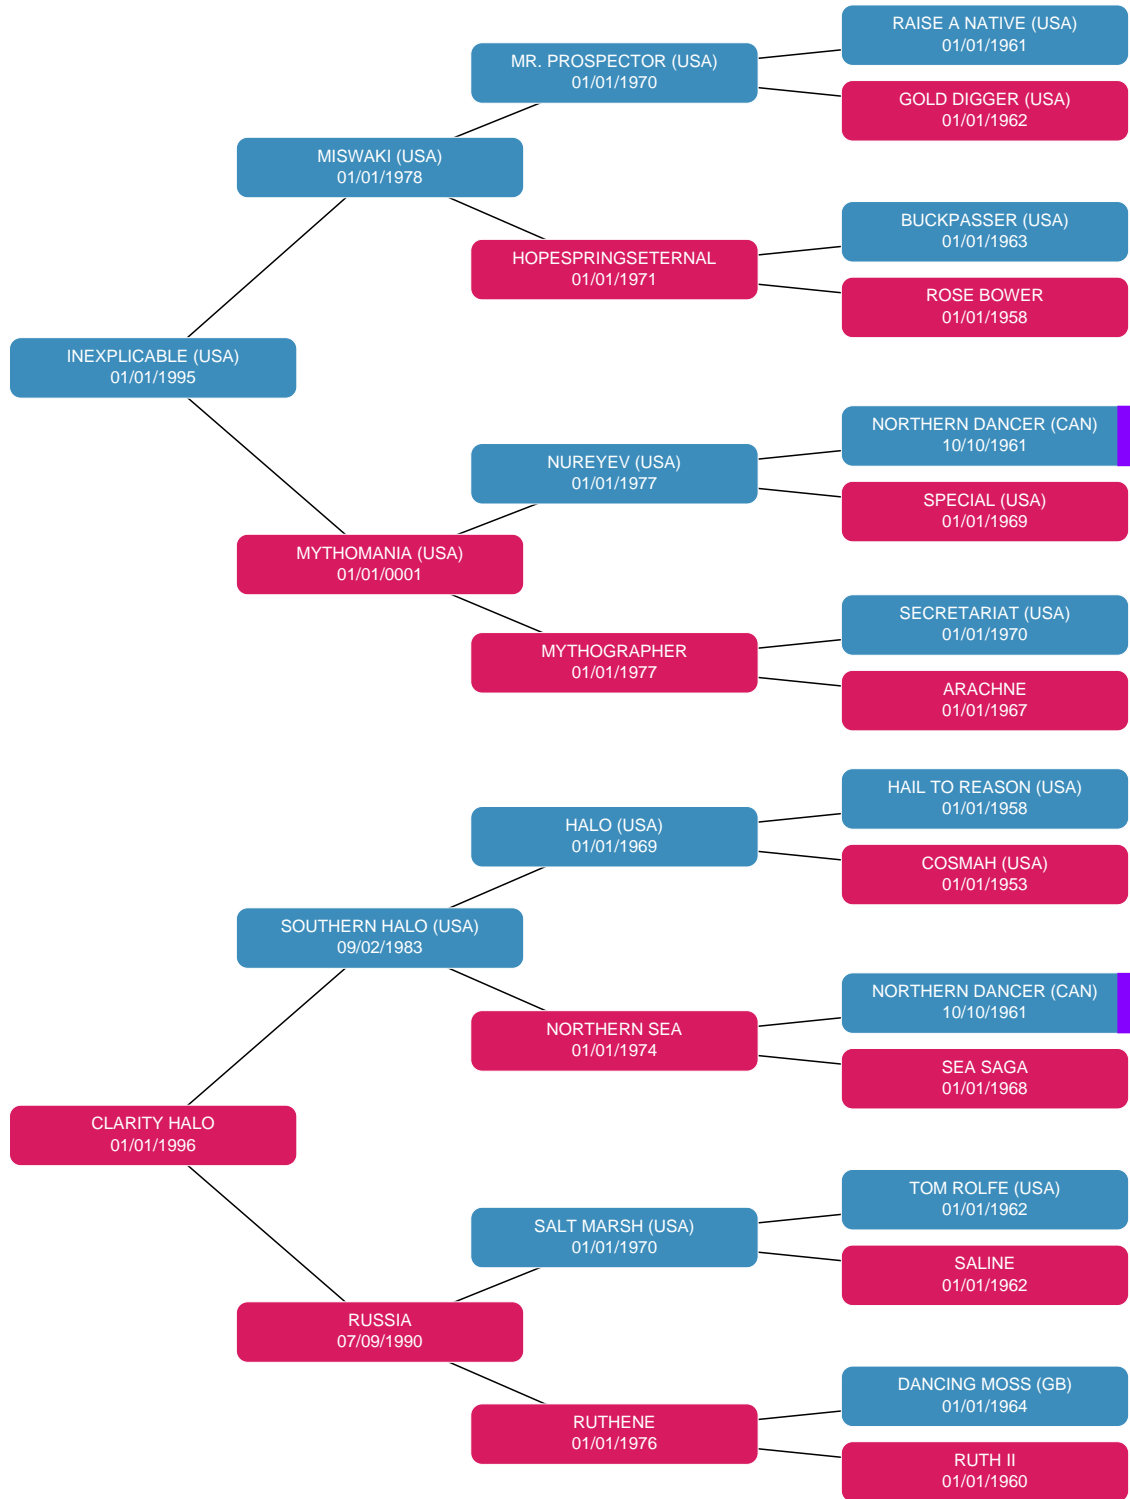 RAISE A NATIVE (USA)
01/01/1961
MR. PROSPECTOR (USA)
01/01/1970
GOLD DIGGER (USA)
01/01/1962
MISWAKI (USA)
01/01/1978
BUCKPASSER (USA)
01/01/1963
HOPESPRINGSETERNAL
01/01/1971
ROSE BOWER
01/01/1958
INEXPLICABLE (USA)
01/01/1995
NORTHERN DANCER (CAN)
10/10/1961
NUREYEV (USA)
01/01/1977
SPECIAL (USA)
01/01/1969
MYTHOMANIA (USA)
01/01/0001
SECRETARIAT (USA)
01/01/1970
MYTHOGRAPHER
01/01/1977
ARACHNE
01/01/1967
HAIL TO REASON (USA)
01/01/1958
HALO (USA)
01/01/1969
COSMAH (USA)
01/01/1953
SOUTHERN HALO (USA)
09/02/1983
NORTHERN DANCER (CAN)
10/10/1961
NORTHERN SEA
01/01/1974
SEA SAGA
01/01/1968
CLARITY HALO
01/01/1996
TOM ROLFE (USA)
01/01/1962
SALT MARSH (USA)
01/01/1970
SALINE
01/01/1962
RUSSIA
07/09/1990
DANCING MOSS (GB)
01/01/1964
RUTHENE
01/01/1976
RUTH II
01/01/1960